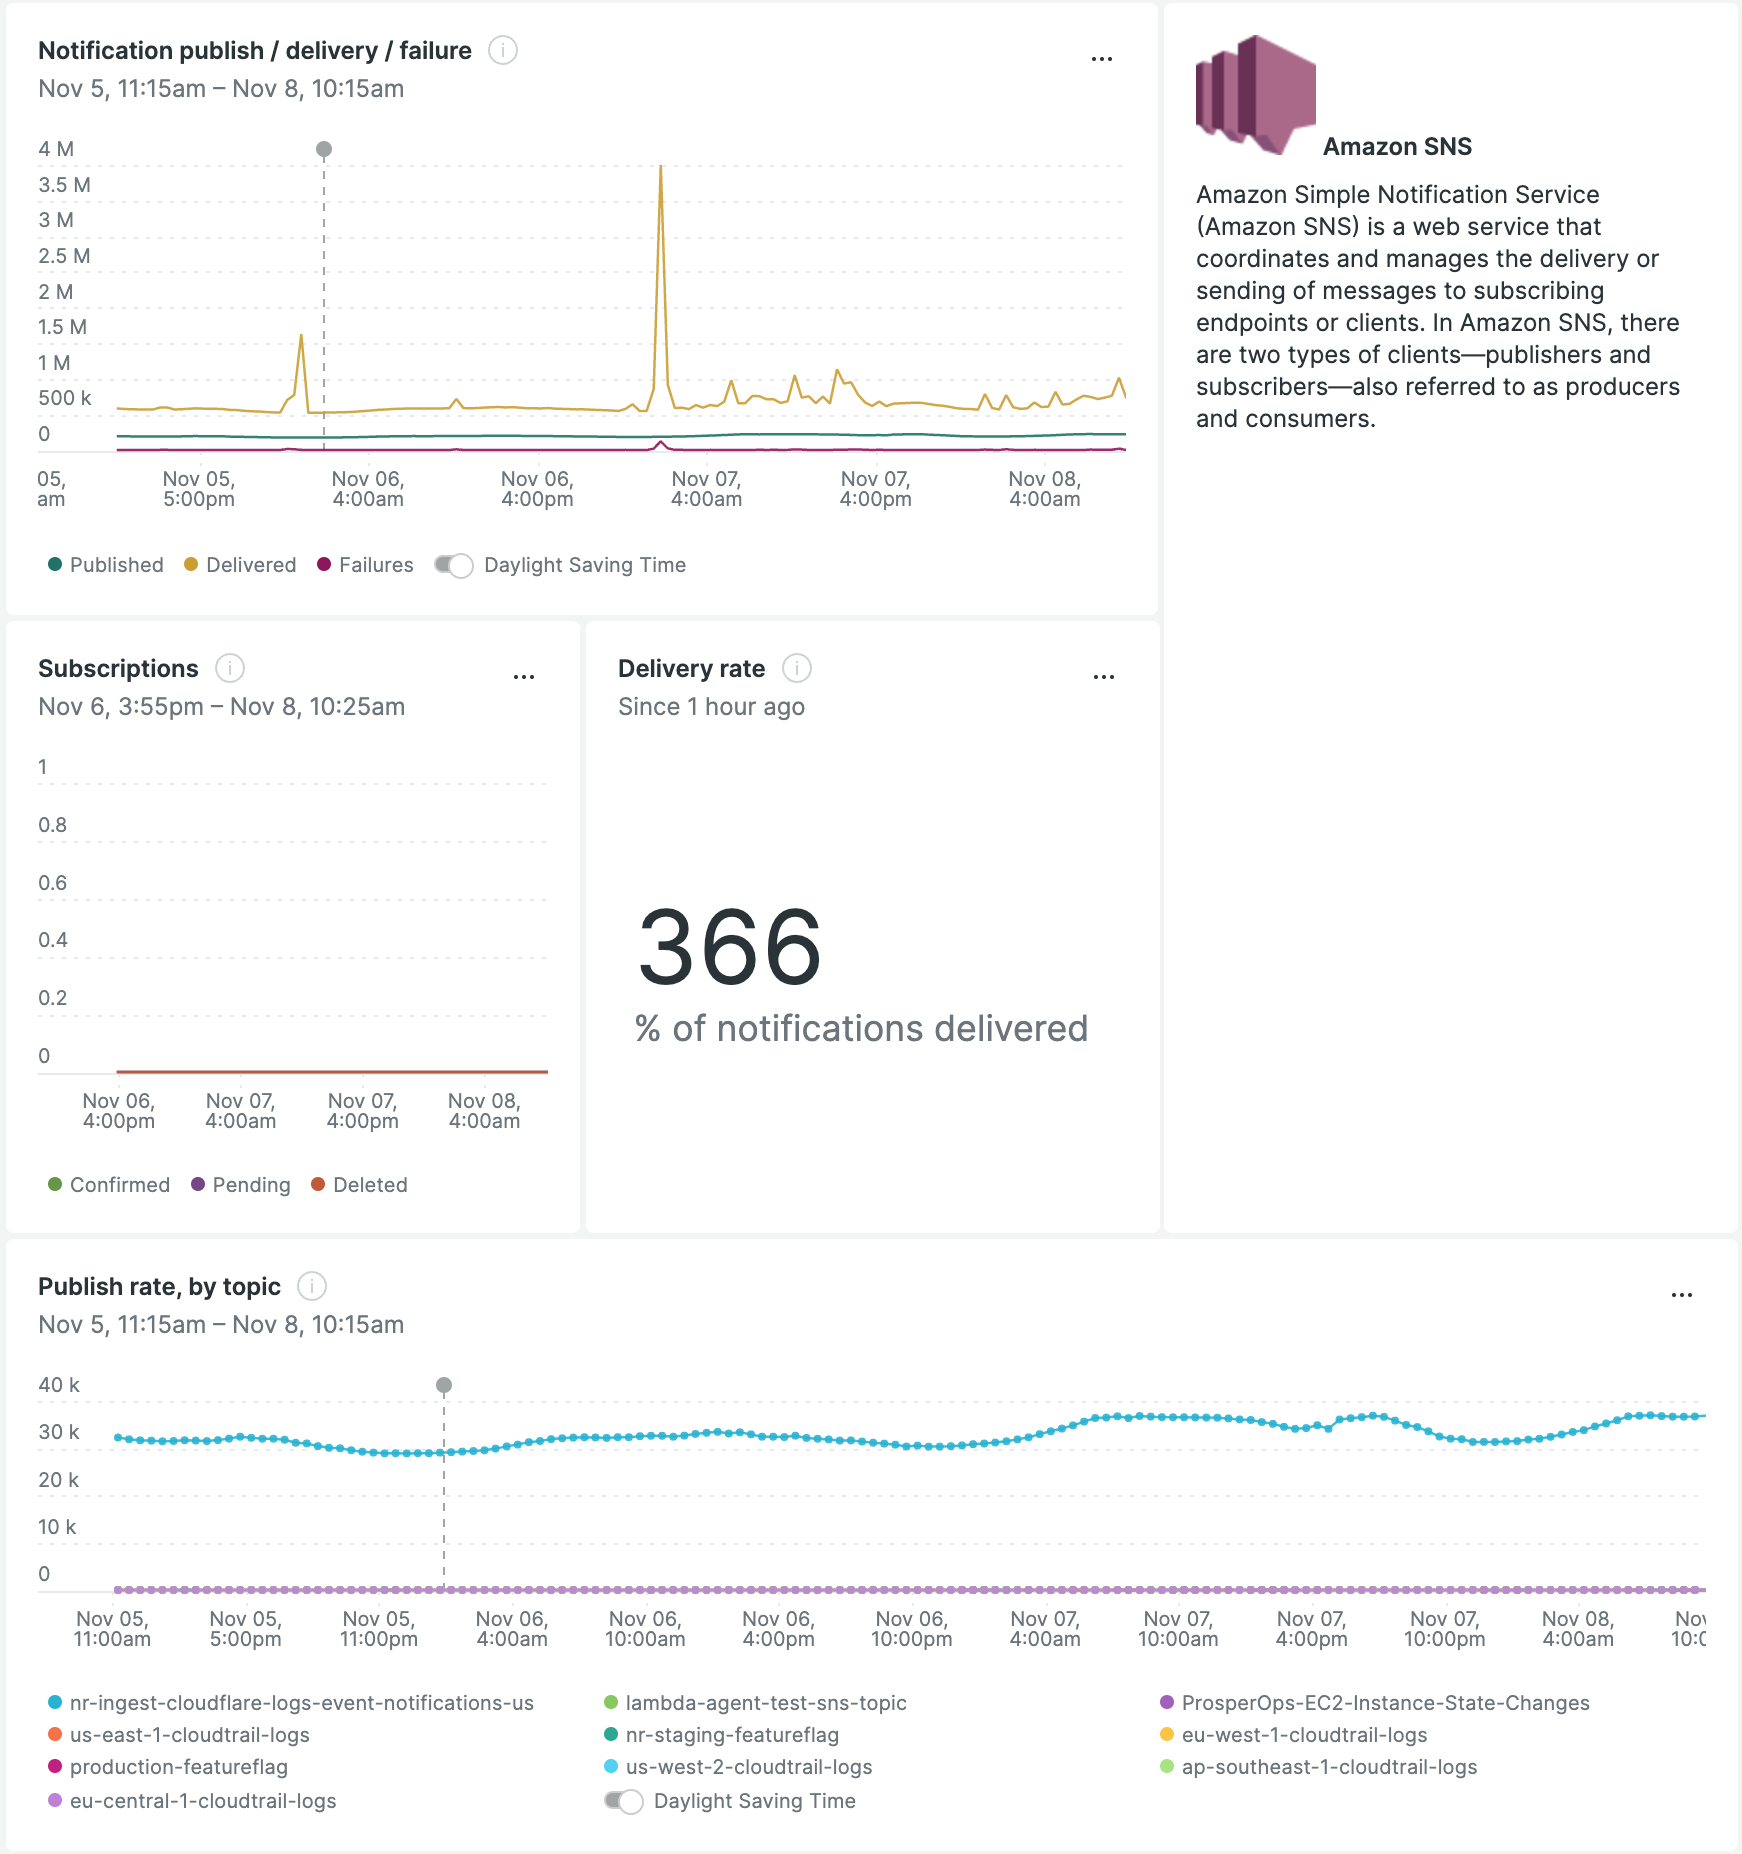 Notification publish / delivery / failure
Nov 5, 11:15am – Nov 8, 10:15am
4 M
3.5 M
3 M
2.5 M
2 M
1.5 M
1 M
500 k
0
05,
am
Nov 05,
5:00pm
Nov 06,
4:00am
Nov 06,
4:00pm
Nov 07,
4:00am
Nov 07,
4:00pm
Nov 08,
4:00am
Published
Delivered
Failures
Daylight Saving Time
Amazon SNS
Amazon Simple Notification Service
(Amazon SNS) is a web service that
coordinates and manages the delivery or
sending of messages to subscribing
endpoints or clients. In Amazon SNS, there
are two types of clients—publishers and
subscribers—also referred to as producers
and consumers.
Subscriptions
Nov 6, 3:55pm – Nov 8, 10:25am
1
0.8
0.6
0.4
0.2
0
Nov 06,
4:00pm
Nov 07,
4:00am
Nov 07,
4:00pm
Nov 08,
4:00am
Confirmed
Pending
Deleted
Delivery rate
Since 1 hour ago
366
% of notifications delivered
Publish rate, by topic
Nov 5, 11:15am – Nov 8, 10:15am
40 k
30 k
20 k
10 k
0
Nov 05,
11:00am
Nov 05,
5:00pm
Nov 05,
11:00pm
Nov 06,
4:00am
Nov 06,
10:00am
Nov 06,
4:00pm
Nov 06,
10:00pm
Nov 07,
4:00am
Nov 07,
10:00am
Nov 07,
4:00pm
Nov 07,
10:00pm
Nov 08,
4:00am
Nov
10:0
nr-ingest-cloudflare-logs-event-notifications-us
lambda-agent-test-sns-topic
ProsperOps-EC2-Instance-State-Changes
us-east-1-cloudtrail-logs
nr-staging-featureflag
eu-west-1-cloudtrail-logs
production-featureflag
us-west-2-cloudtrail-logs
ap-southeast-1-cloudtrail-logs
eu-central-1-cloudtrail-logs
Daylight Saving Time